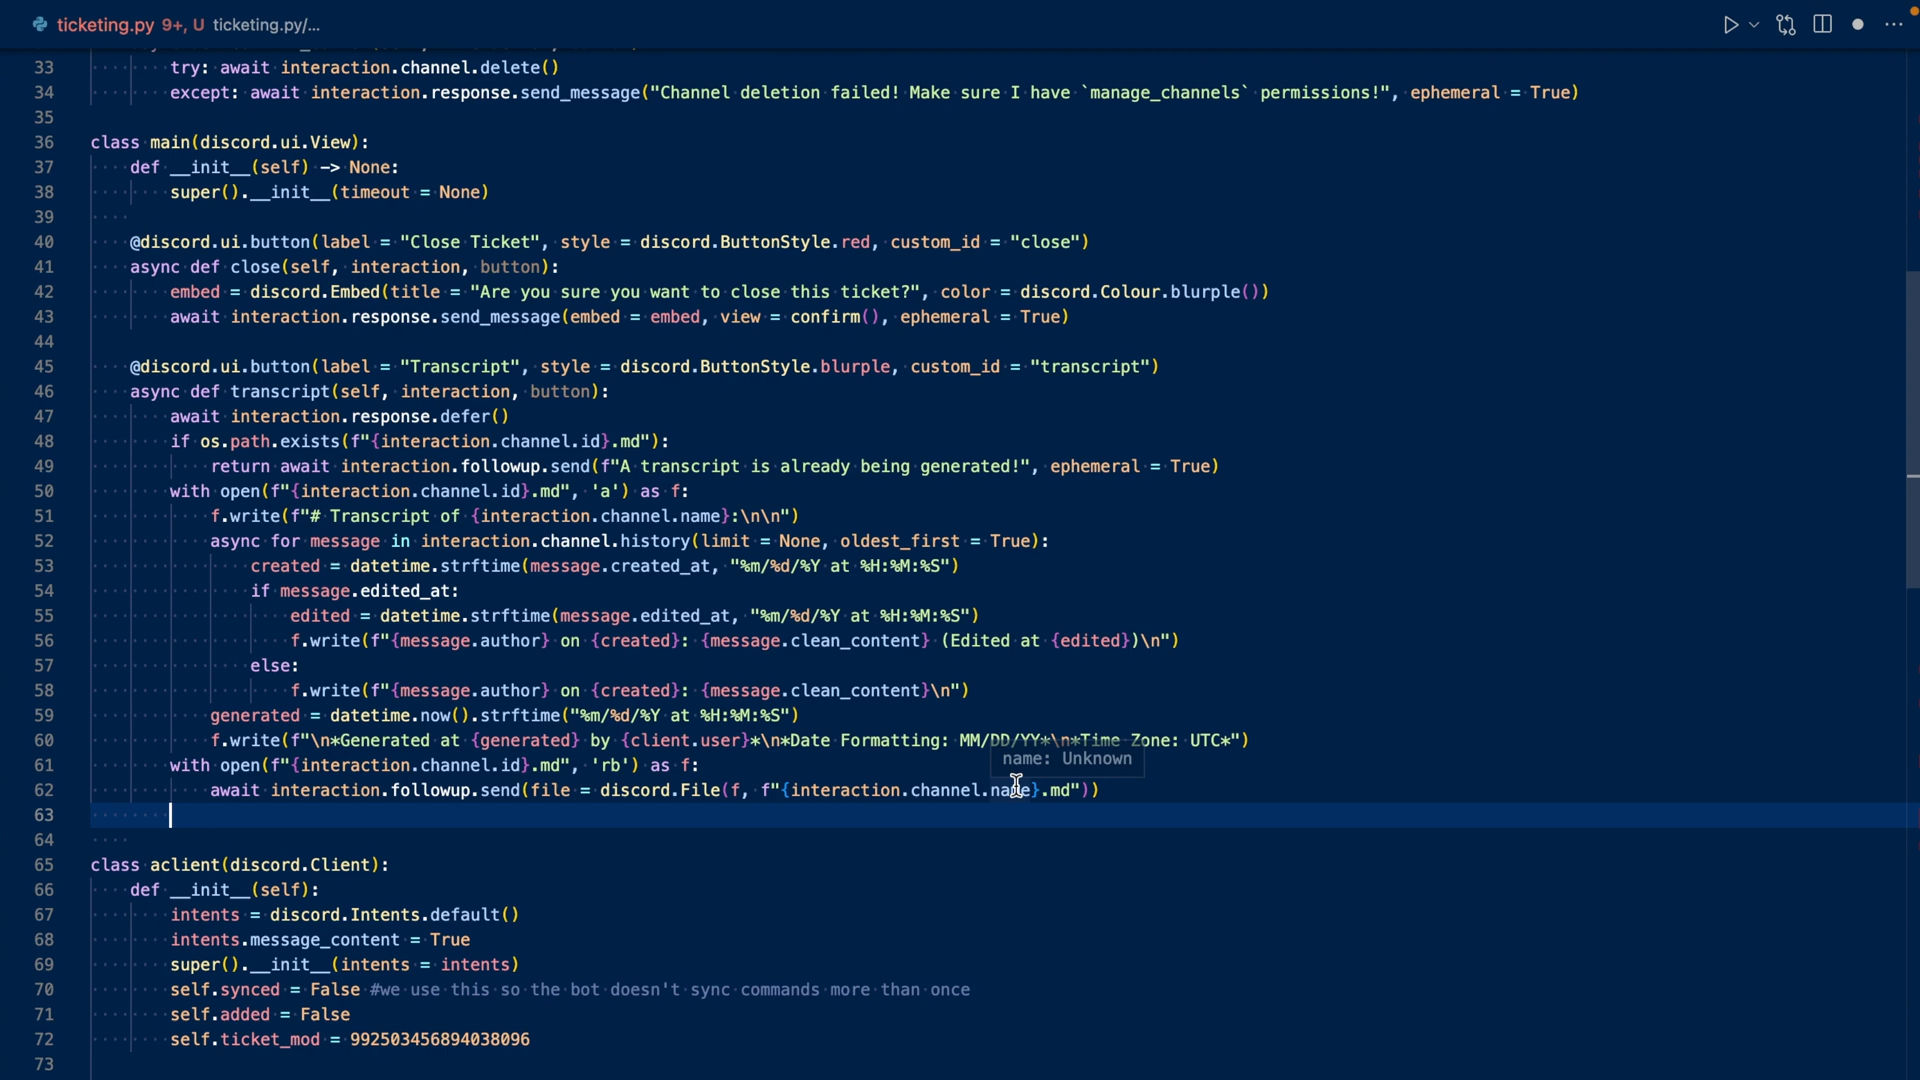 ticketing.py 9+, U ticketing.py/...
33 try: await interaction.channel.delete()
34 except: await interaction.response.send_message("Channel deletion failed! Make sure I have `manage_channels` permissions!", ephemeral = True)
35
36 class main(discord.ui.View):
37 def __init__(self) -> None:
38 super().__init__(timeout = None)
39
40 @discord.ui.button(label = "Close Ticket", style = discord.ButtonStyle.red, custom_id = "close")
41 async def close(self, interaction, button):
42 embed = discord.Embed(title = "Are you sure you want to close this ticket?", color = discord.Colour.blurple())
43 await interaction.response.send_message(embed = embed, view = confirm(), ephemeral = True)
44
45 @discord.ui.button(label = "Transcript", style = discord.ButtonStyle.blurple, custom_id = "transcript")
46 async def transcript(self, interaction, button):
47 await interaction.response.defer()
48 if os.path.exists(f"{interaction.channel.id}.md"):
49 return await interaction.followup.send(f"A transcript is already being generated!", ephemeral = True)
50 with open(f"{interaction.channel.id}.md", 'a') as f:
51 f.write(f"# Transcript of {interaction.channel.name}:\n\n")
52 async for message in interaction.channel.history(limit = None, oldest_first = True):
53 created = datetime.strftime(message.created_at, "%m/%d/%Y at %H:%M:%S")
54 if message.edited_at:
55 edited = datetime.strftime(message.edited_at, "%m/%d/%Y at %H:%M:%S")
56 f.write(f"{message.author} on {created}: {message.clean_content} (Edited at {edited})\n")
57 else:
58 f.write(f"{message.author} on {created}: {message.clean_content}\n")
59 generated = datetime.now().strftime("%m/%d/%Y at %H:%M:%S")
60 f.write(f"\n*Generated at {generated} by {client.user}*\n*Date Formatting: MM/DD/YY*\n*Time Zone: UTC*")
name: Unknown
61 with open(f"{interaction.channel.id}.md", 'rb') as f:
62 await interaction.followup.send(file = discord.File(f, f"{interaction.channel.name}.md"))
63
64
65 class aclient(discord.Client):
66 def __init__(self):
67 intents = discord.Intents.default()
68 intents.message_content = True
69 super().__init__(intents = intents)
70 self.synced = False #we use this so the bot doesn't sync commands more than once
71 self.added = False
72 self.ticket_mod = 992503456894038096
73